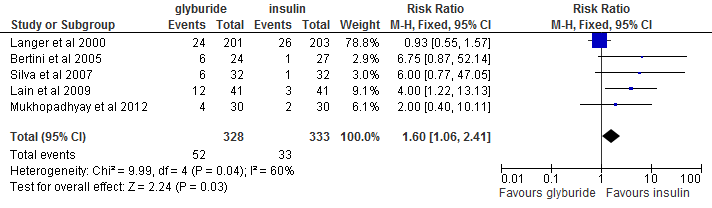 glyburide insulin Risk Ratio Risk Ratio
Study or Subgroup Events Total Events Total Weight M-H, Fixed, 95% CI M-H, Fixed, 95% CI
Langer et al 2000 24 201 26 203 78.8% 0.93 [0.55, 1.57]
Bertini et al 2005 6 24 1 27 2.9% 6.75 [0.87, 52.14]
Silva et al 2007 6 32 1 32 3.0% 6.00 [0.77, 47.05]
Lain et al 2009 12 41 3 41 9.1% 4.00 [1.22, 13.13]
Mukhopadhyay et al 2012 4 30 2 30 6.1% 2.00 [0.40, 10.11]
Total (95% CI) 328 333 100.0% 1.60 [1.06, 2.41]
Total events 52 33
Heterogeneity: Chi² = 9.99, df = 4 (P = 0.04); I² = 60%
Test for overall effect: Z = 2.24 (P = 0.03)
0.01 0.1 1 10 100
Favours glyburide Favours insulin